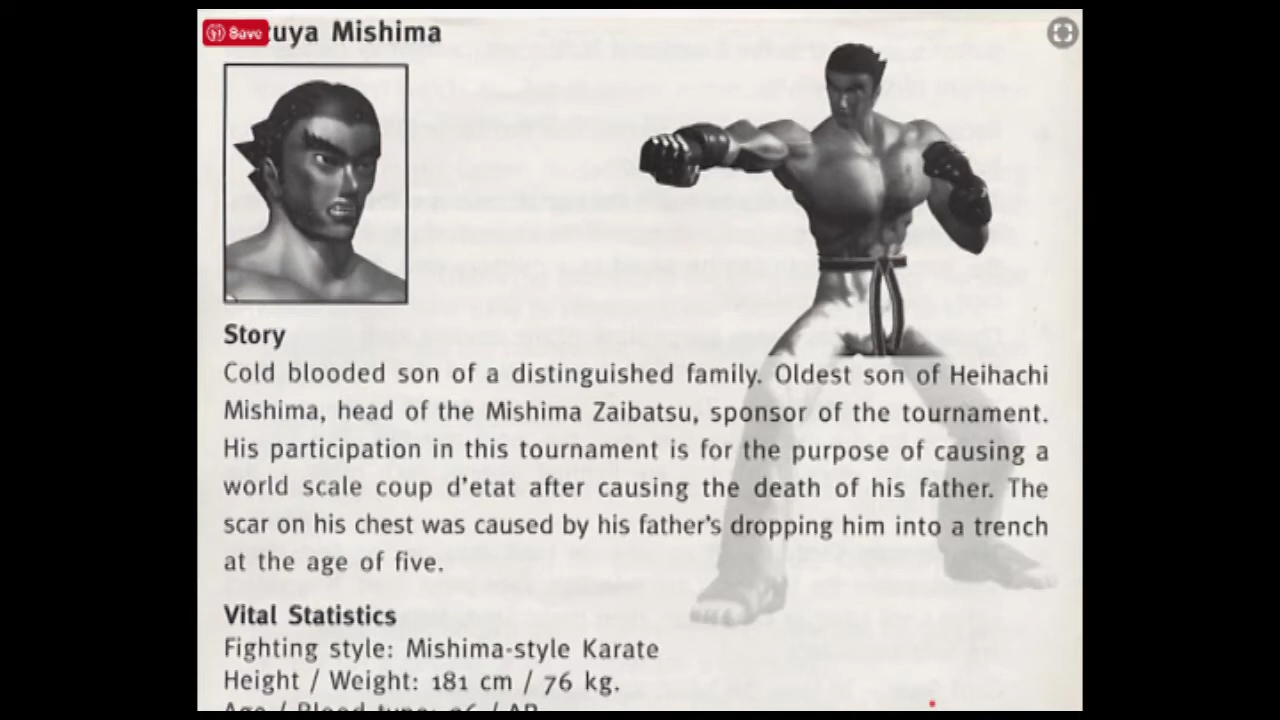 Save
uya Mishima
Story
Cold blooded son of a distinguished family. Oldest son of Heihachi
Mishima, head of the Mishima Zaibatsu, sponsor of the tournament.
His participation in this tournament is for the purpose of causing a
world scale coup d'etat after causing the death of his father. The
scar on his chest was caused by his father's dropping him into a trench
at the age of five.
Vital Statistics
Fighting style: Mishima-style Karate
Height / Weight: 181 cm / 76 kg.
Age / Blood type: